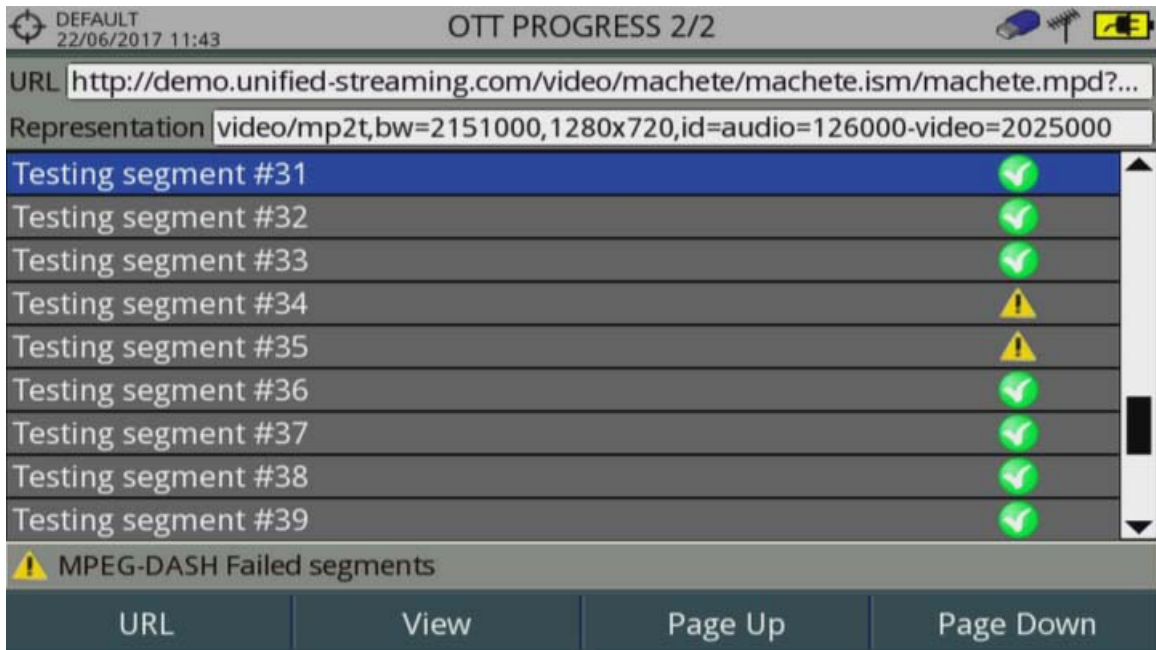 DEFAULT
22/06/2017 11:43
OTT PROGRESS 2/2
URL http://demo.unified-streaming.com/video/machete/machete.ism/machete.mpd?...
Representation video/mp2t,bw=2151000,1280x720,id=audio=126000-video=2025000
Testing segment #31
Testing segment #32
Testing segment #33
Testing segment #34
Testing segment #35
Testing segment #36
Testing segment #37
Testing segment #38
Testing segment #39
MPEG-DASH Failed segments
URL View Page Up Page Down